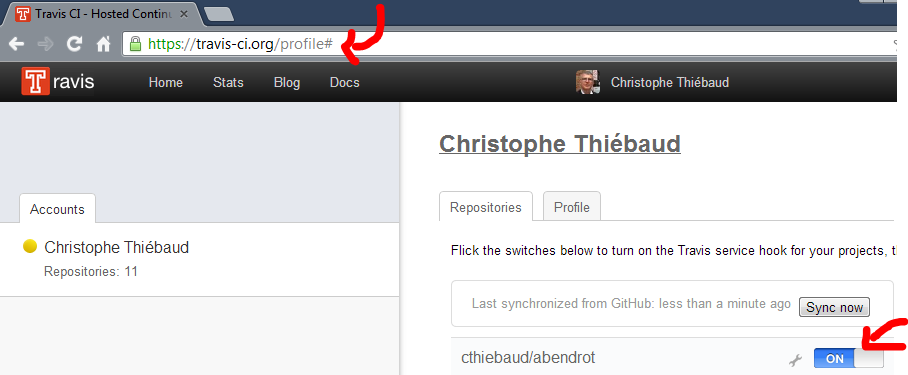 Travis CI - Hosted Continu
https://travis-ci.org/profile#
Travis Home Stats Blog Docs Christophe Thiébaud
Christophe Thiébaud
Accounts
Repositories Profile
Christophe Thiébaud
Repositories: 11
Flick the switches below to turn on the Travis service hook for your projects, t
Last synchronized from GitHub: less than a minute ago Sync now
cthiebaud/abendrot ON